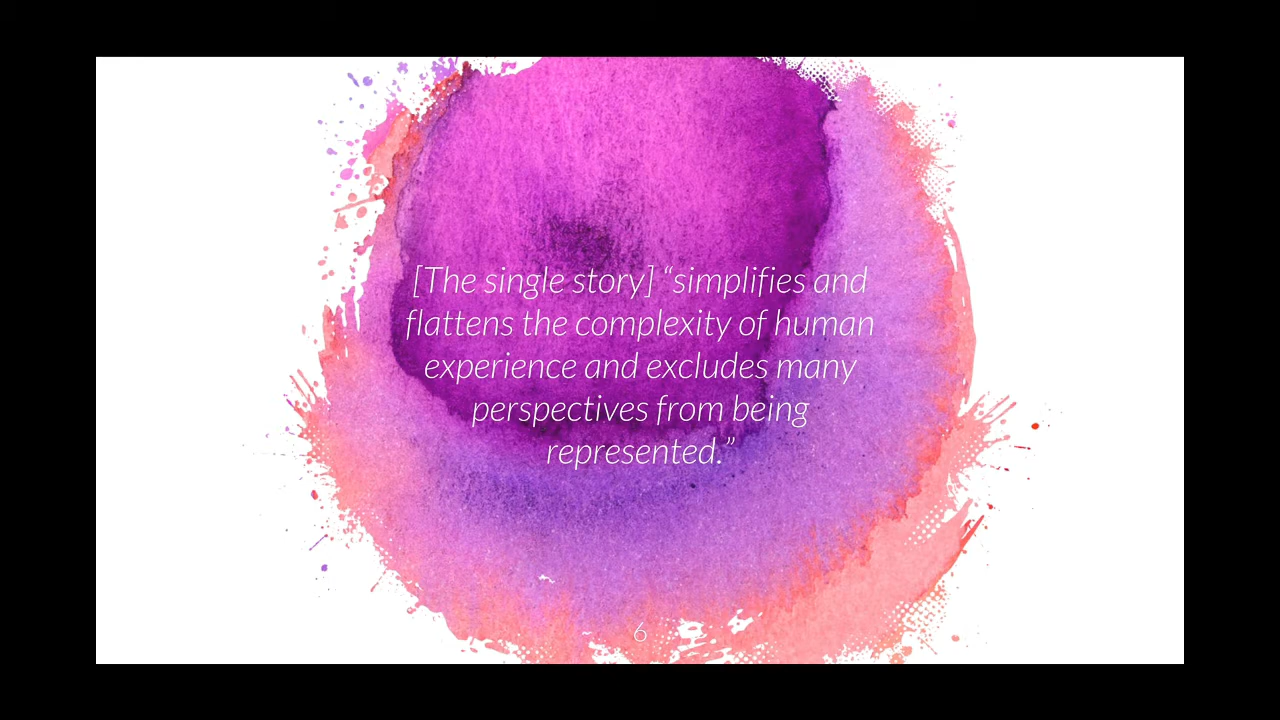 [The single story] “simplifies and
flattens the complexity of human
experience and excludes many
perspectives from being
represented.”
6